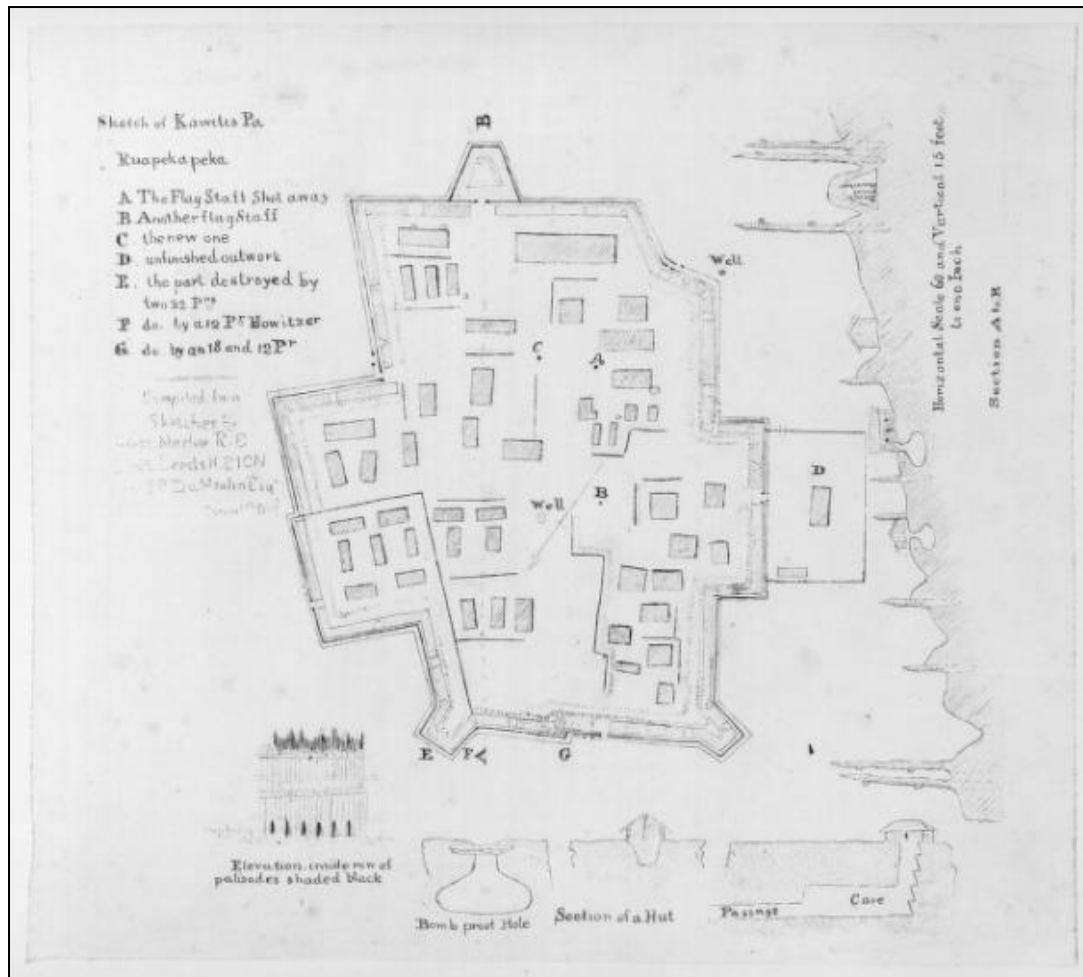 Sketch of Kawitis Pa
Ruapekapeka
A The Flag Staff Shot away
B Another flag Staff
C the new one
D unfinished outwork
E the part destroyed by
two 32 Prs
F do by a 12 Pr Howitzer
G do by an 18 and 12 Pr
Compiled from
Sketches by
R.E
B
Well
C
A
B
Well
D
E
F
G
Horizontal Scale 60 and Vertical 15 feet
to one Inch
Section A to B
Elevation inside row of
palisades shaded black
Bomb proof Hole
Section of a Hut
Passage
Cave